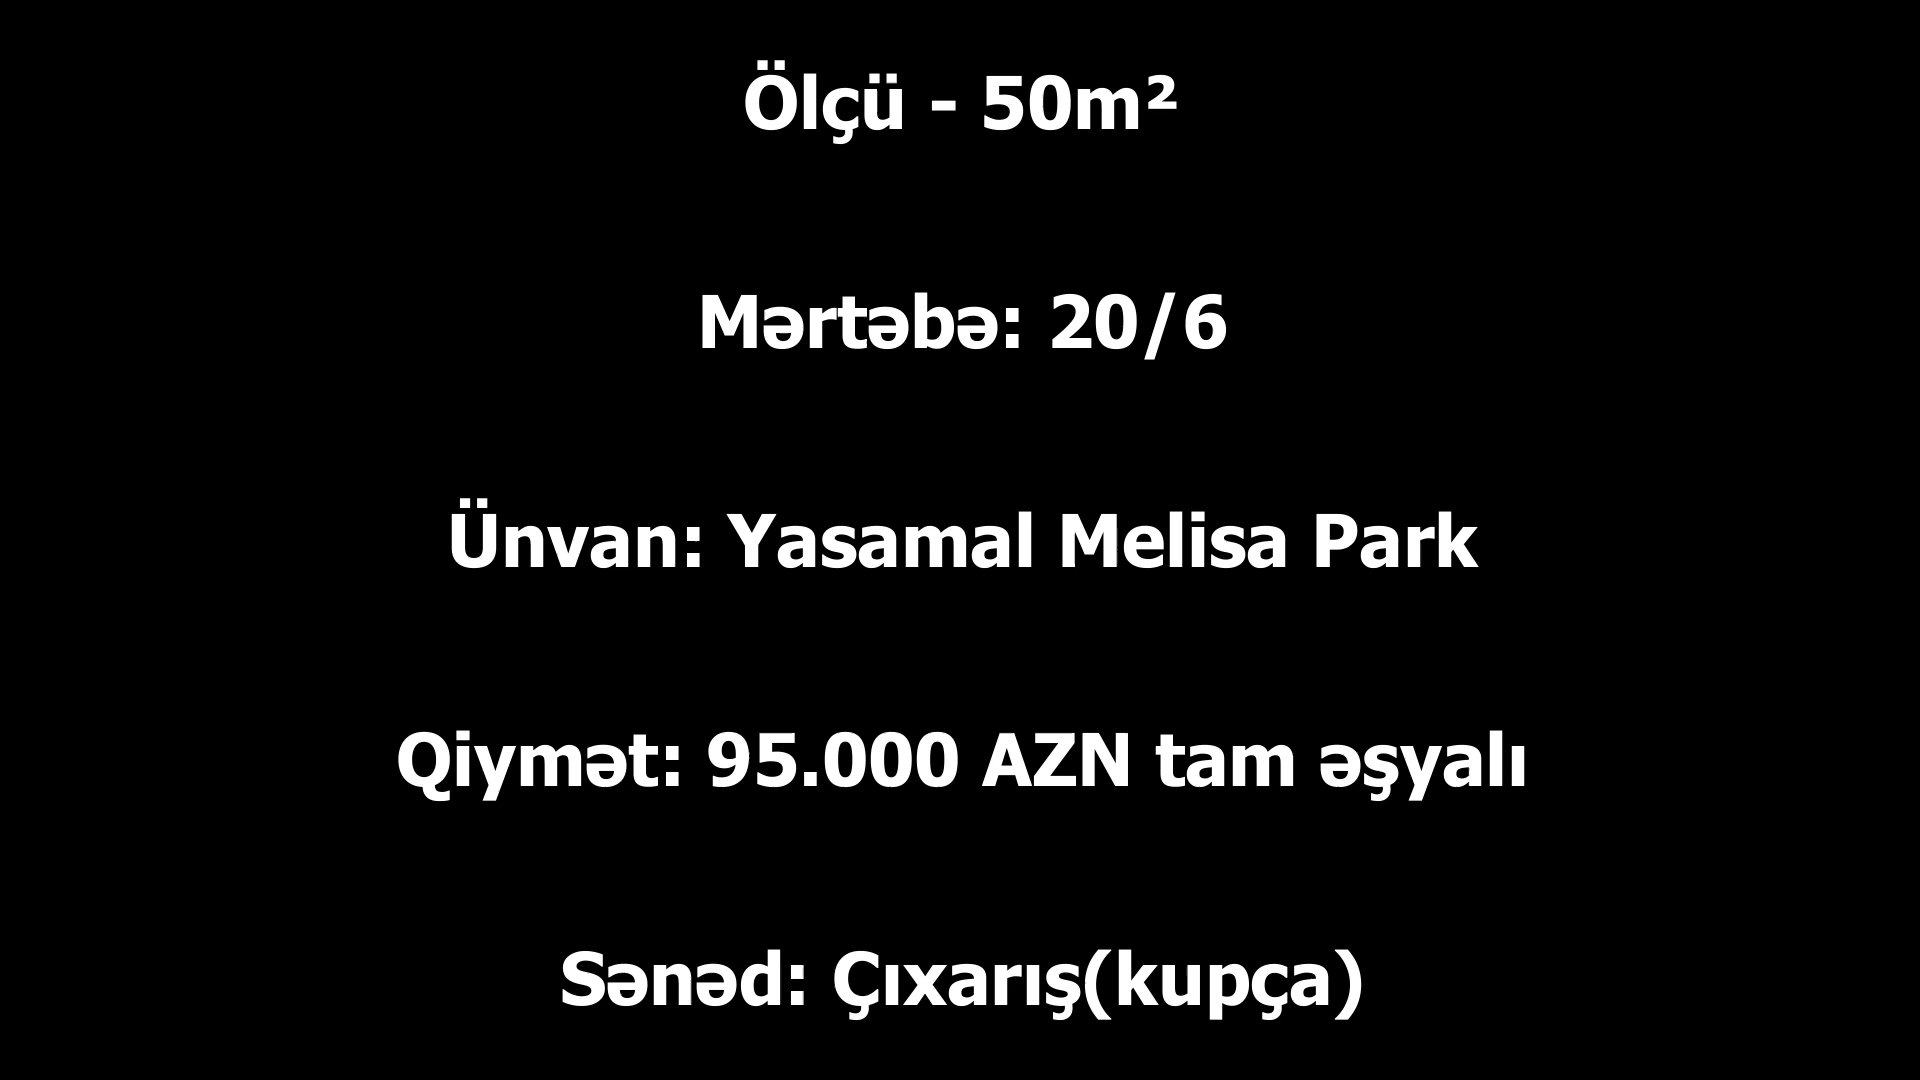 Ölçü - 50m²
Mərtəbə: 20/6
Ünvan: Yasamal Melisa Park
Qiymət: 95.000 AZN tam əşyalı
Sənəd: Çıxarış(kupça)